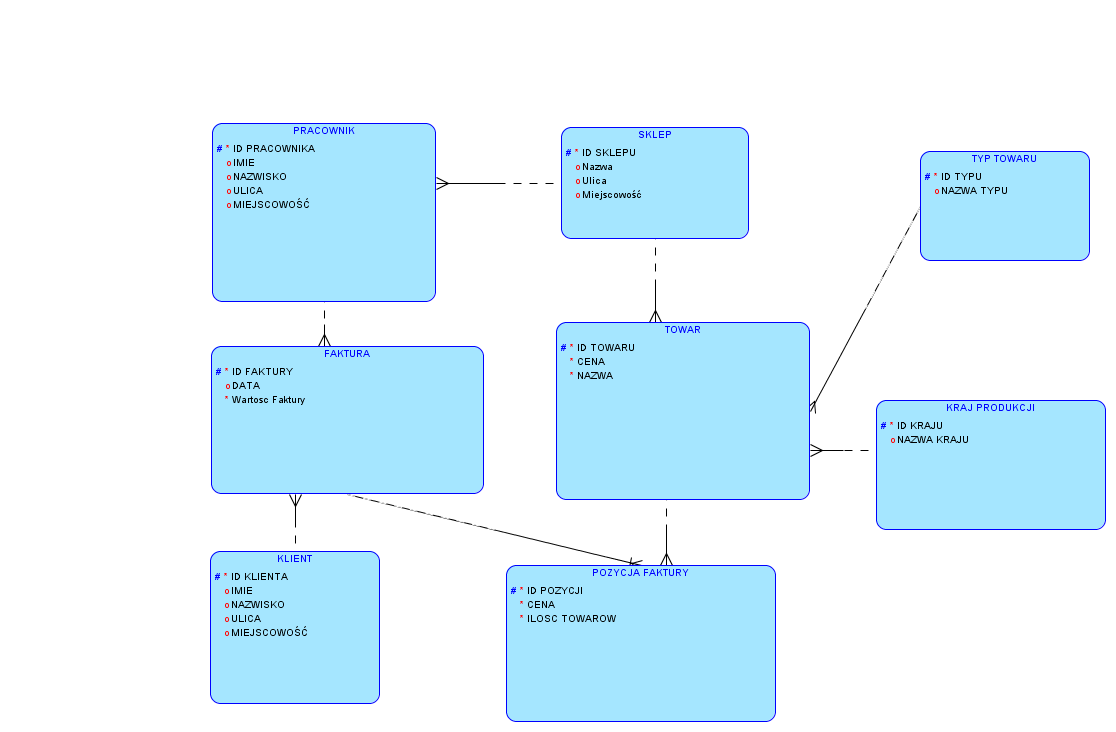 PRACOWNIK
# * ID PRACOWNIKA
o IMIE
o NAZWISKO
o ULICA
o MIEJSCOWOŚĆ
SKLEP
# * ID SKLEPU
o Nazwa
o Ulica
o Miejscowość
TYP TOWARU
# * ID TYPU
o NAZWA TYPU
FAKTURA
# * ID FAKTURY
o DATA
* Wartosc Faktury
TOWAR
# * ID TOWARU
* CENA
* NAZWA
KRAJ PRODUKCJI
# * ID KRAJU
o NAZWA KRAJU
KLIENT
# * ID KLIENTA
o IMIE
o NAZWISKO
o ULICA
o MIEJSCOWOŚĆ
POZYCJA FAKTURY
# * ID POZYCJI
* CENA
* ILOSC TOWAROW